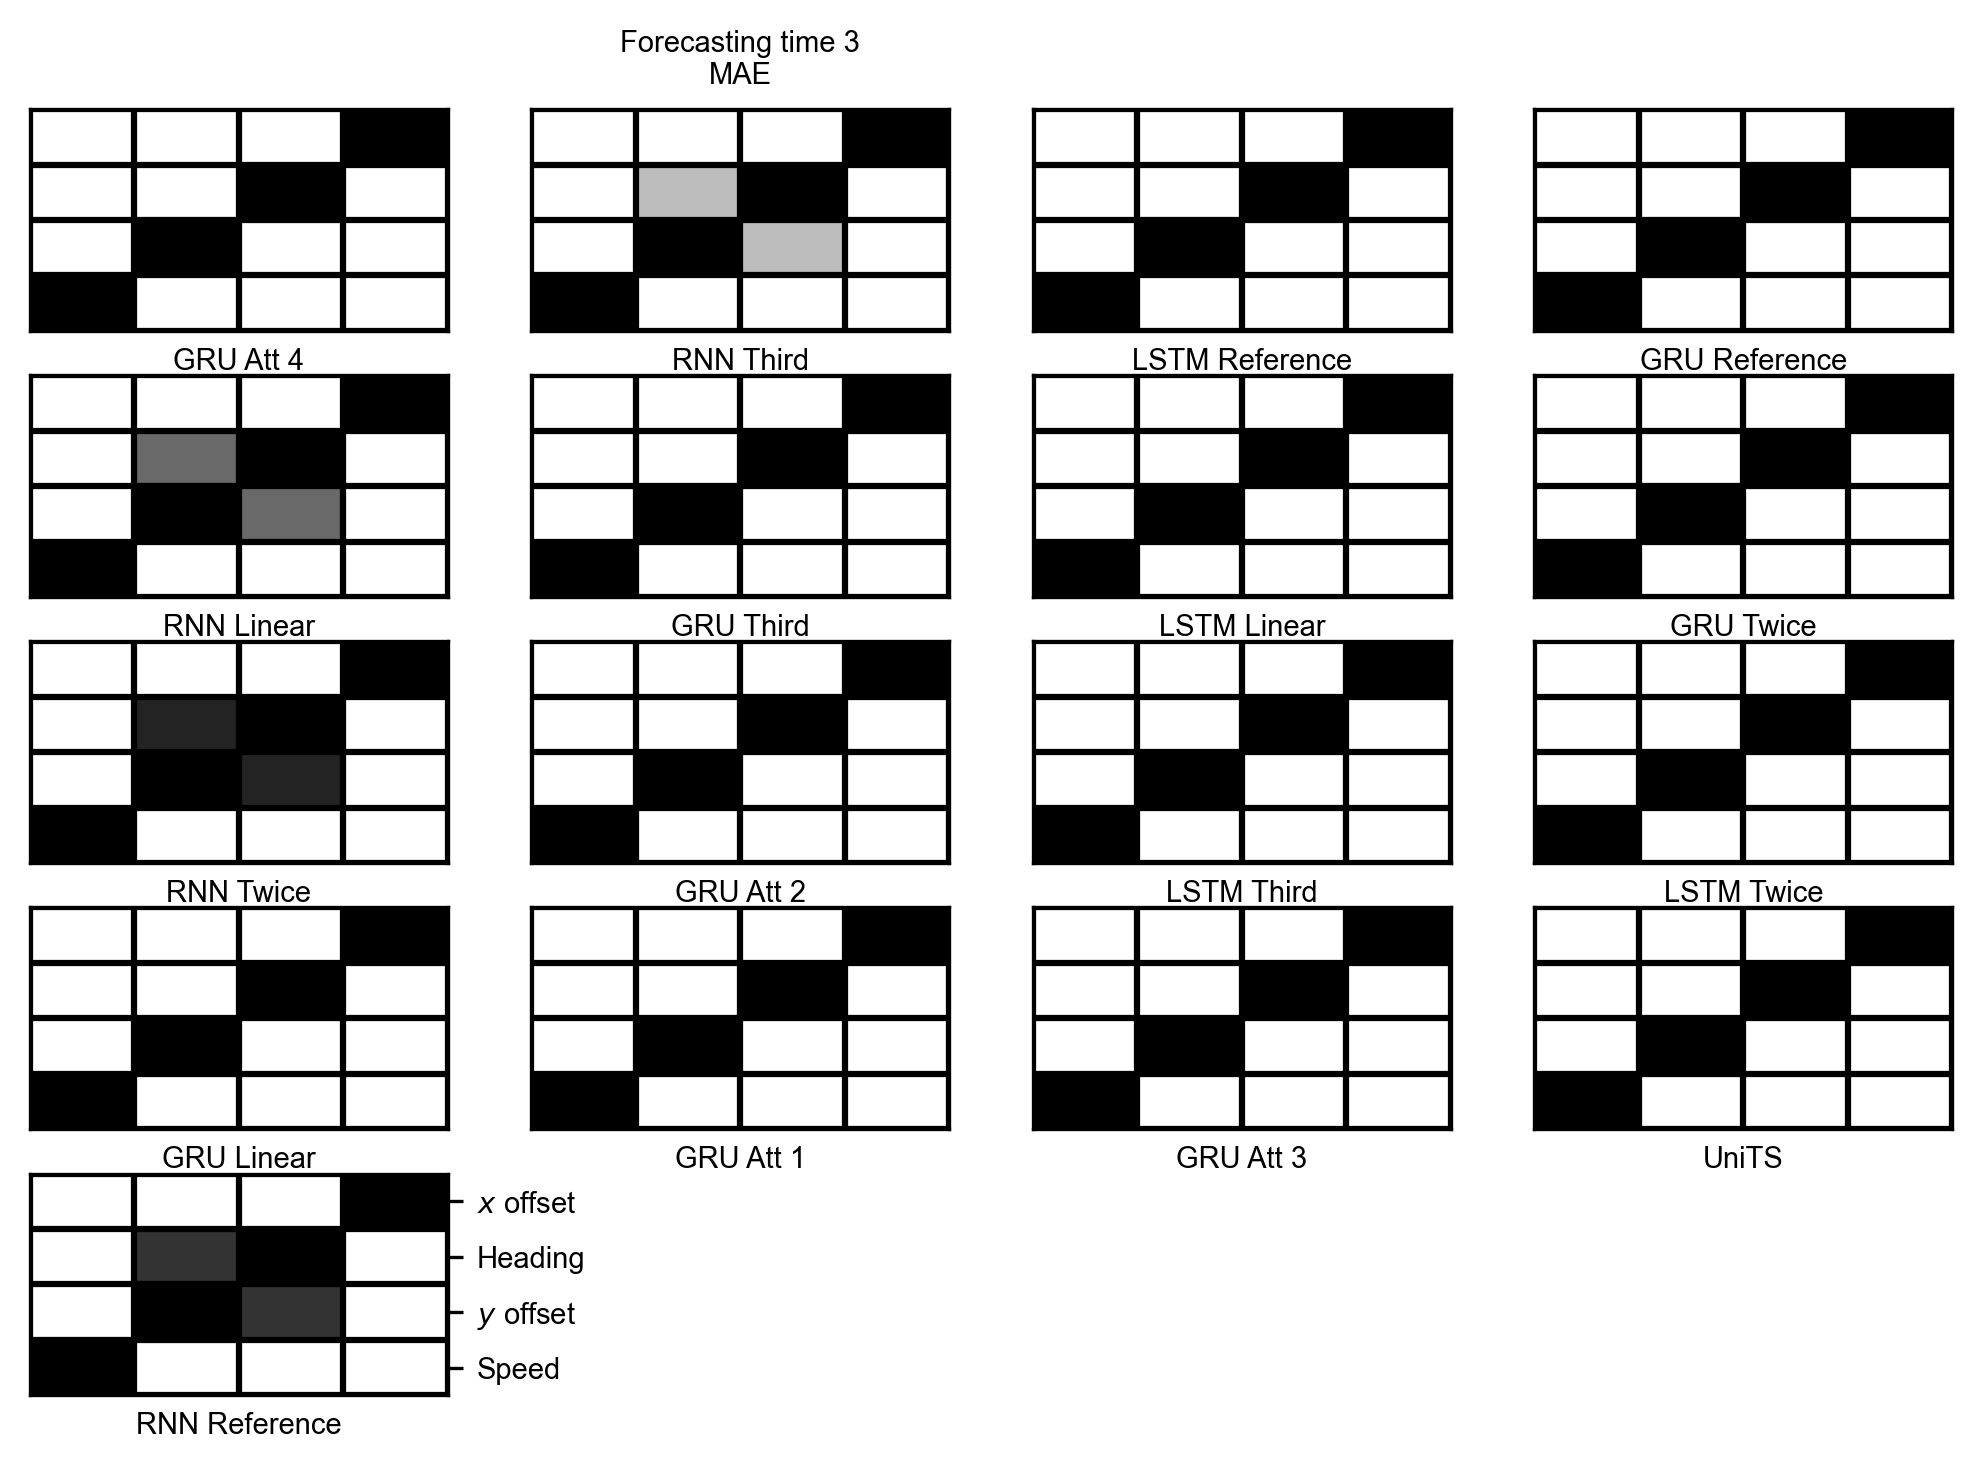 Forecasting time 3
MAE
GRU Att 4
RNN Third
LSTM Reference
GRU Reference
RNN Linear
GRU Third
LSTM Linear
GRU Twice
RNN Twice
GRU Att 2
LSTM Third
LSTM Twice
GRU Linear
GRU Att 1
GRU Att 3
UniTS
x offset
Heading
y offset
Speed
RNN Reference